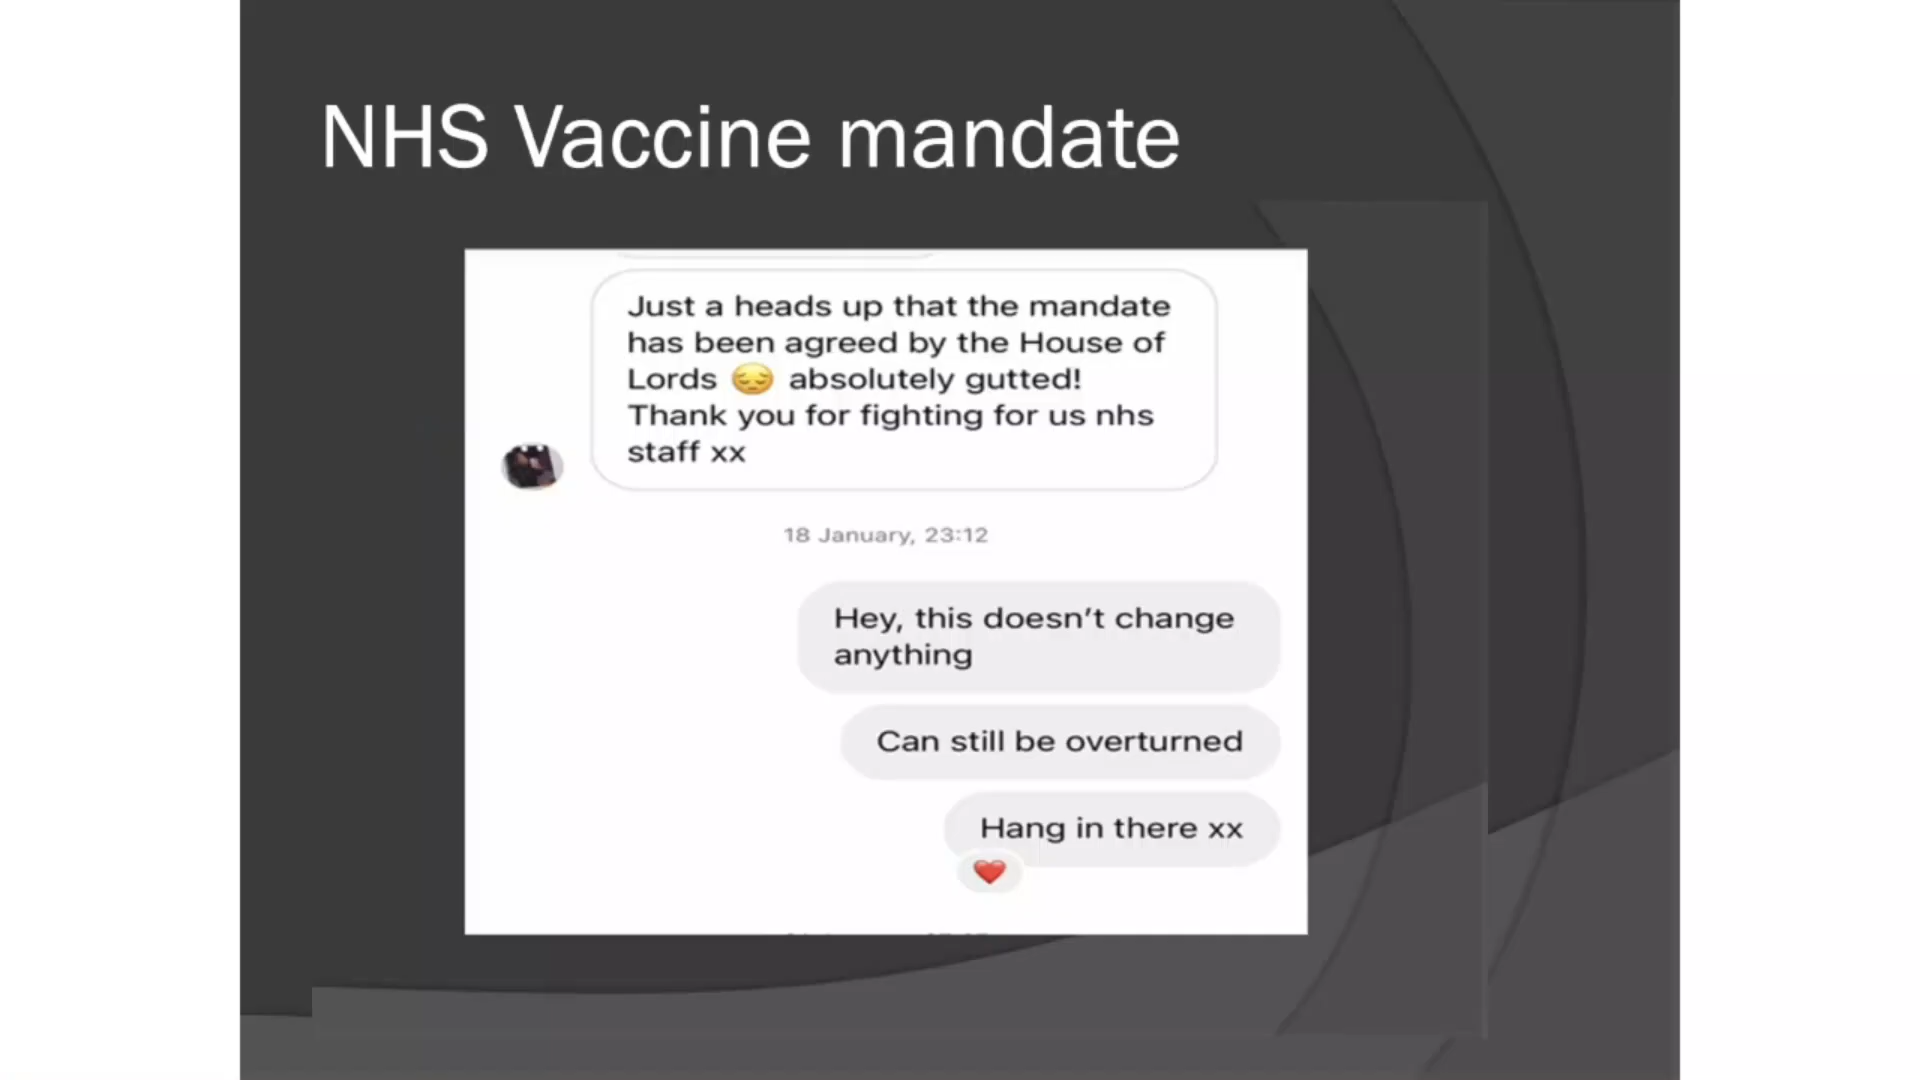 NHS Vaccine mandate
Just a heads up that the mandate
has been agreed by the House of
Lords 😔 absolutely gutted!
Thank you for fighting for us nhs
staff xx
18 January, 23:12
Hey, this doesn’t change
anything
Can still be overturned
Hang in there xx
❤️